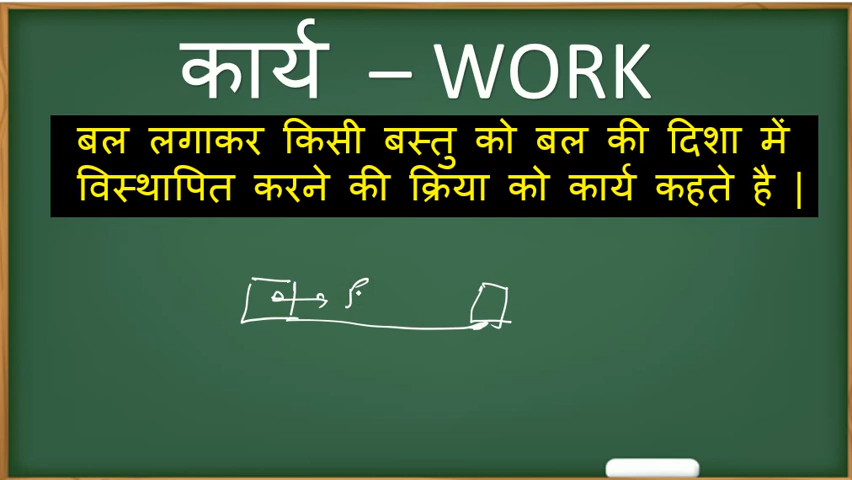 कार्य – WORK
बल लगाकर किसी बस्तु को बल की दिशा में
विस्थापित करने की क्रिया को कार्य कहते है |